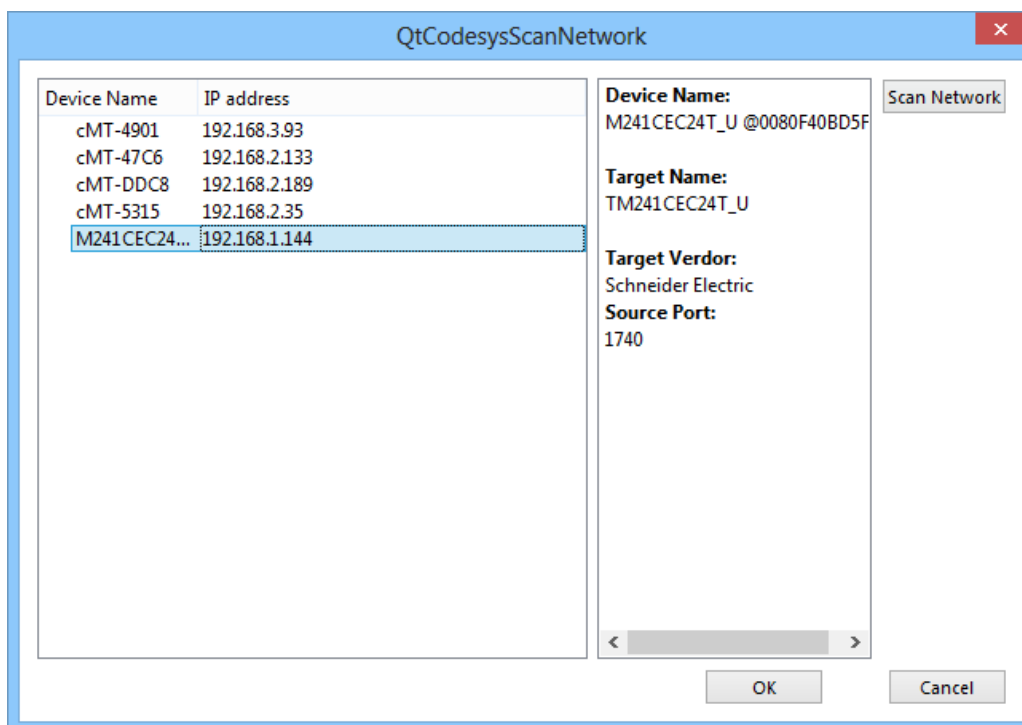 QtCodesysScanNetwork
Device Name IP address
cMT-4901 192.168.3.93
cMT-47C6 192.168.2.133
cMT-DDC8 192.168.2.189
cMT-5315 192.168.2.35
M241CEC24... 192.168.1.144
Device Name:
M241CEC24T_U @0080F40BD5F
Target Name:
TM241CEC24T_U
Target Verdor:
Schneider Electric
Source Port:
1740
Scan Network
OK Cancel